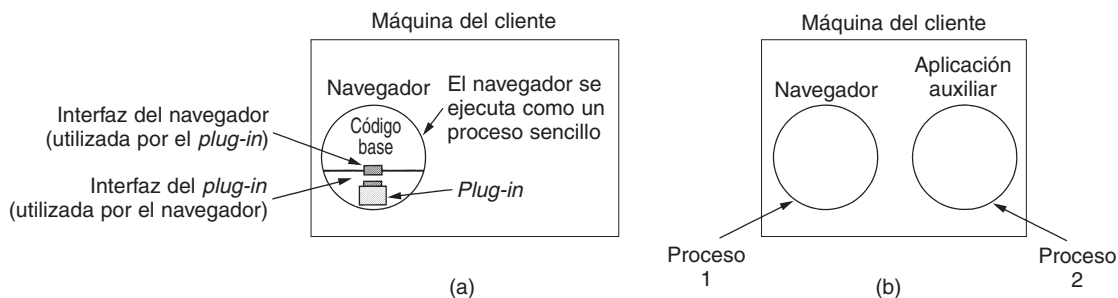 Máquina del cliente
Navegador
El navegador se
ejecuta como un
proceso sencillo
Interfaz del navegador
(utilizada por el plug-in)
Código
base
Interfaz del plug-in
(utilizada por el navegador)
Plug-in
(a)
Máquina del cliente
Navegador
Aplicación
auxiliar
Proceso
1
Proceso
2
(b)